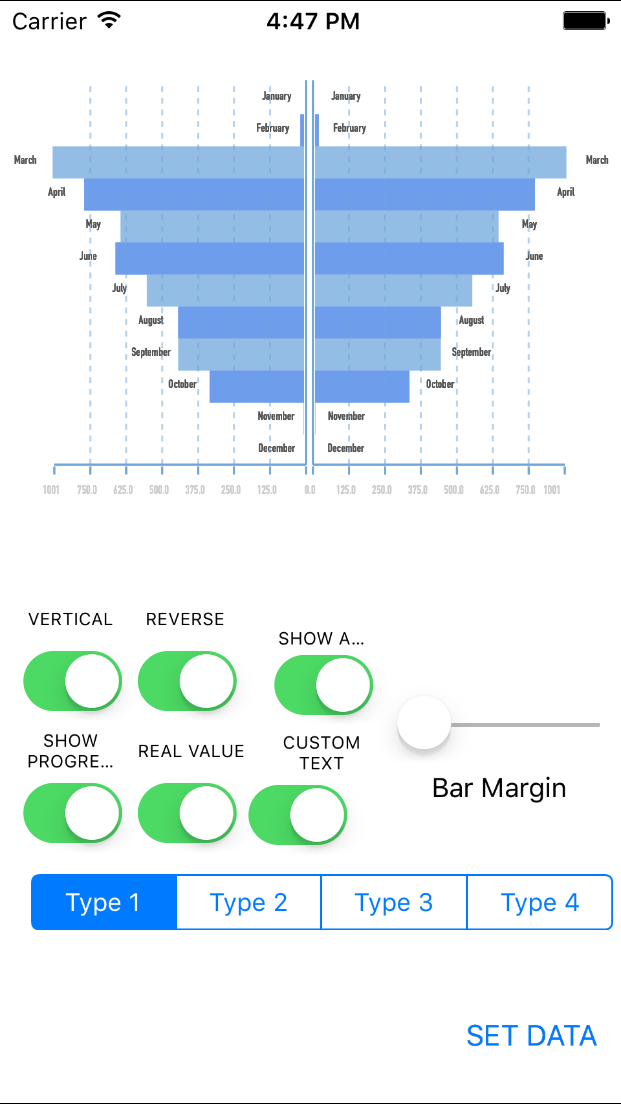 Carrier 4:47 PM
January January
February February
March March
April April
May May
June June
July July
August August
September September
October October
November November
December December
1001 750.0 625.0 500.0 375.0 250.0 125.0 0.0 125.0 250.0 375.0 500.0 625.0 750.0 1001
VERTICAL REVERSE
SHOW A...
SHOW
PROGRE...
REAL VALUE
CUSTOM
TEXT
Bar Margin
Type 1 Type 2 Type 3 Type 4
SET DATA